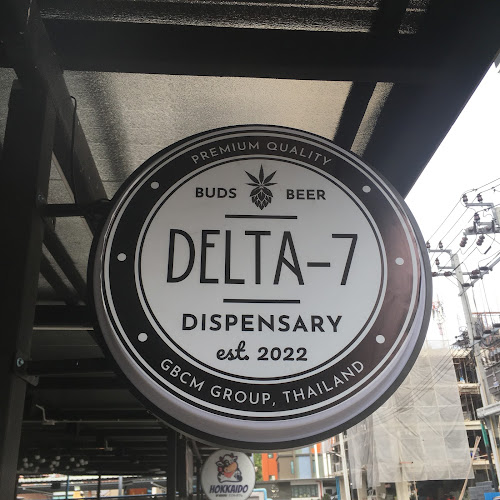 PREMIUM QUALITY
BUDS BEER
DELTA-7
DISPENSARY
est. 2022
GBCM GROUP, THAILAND
HOKKAIDO